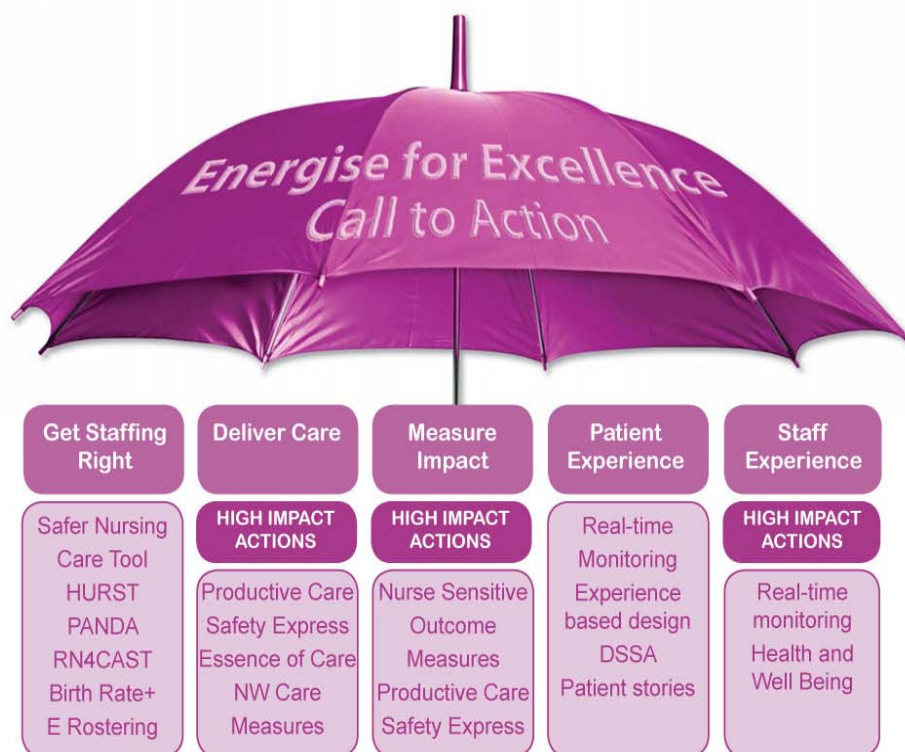 Energise for Excellence
Call to Action
Get Staffing
Right
Safer Nursing
Care Tool
HURST
PANDA
RN4CAST
Birth Rate+
E Rostering
Deliver Care
HIGH IMPACT
ACTIONS
Productive Care
Safety Express
Essence of Care
NW Care
Measures
Measure
Impact
HIGH IMPACT
ACTIONS
Nurse Sensitive
Outcome
Measures
Productive Care
Safety Express
Patient
Experience
Real-time
Monitoring
Experience
based design
DSSA
Patient stories
Staff
Experience
HIGH IMPACT
ACTIONS
Real-time
monitoring
Health and
Well Being